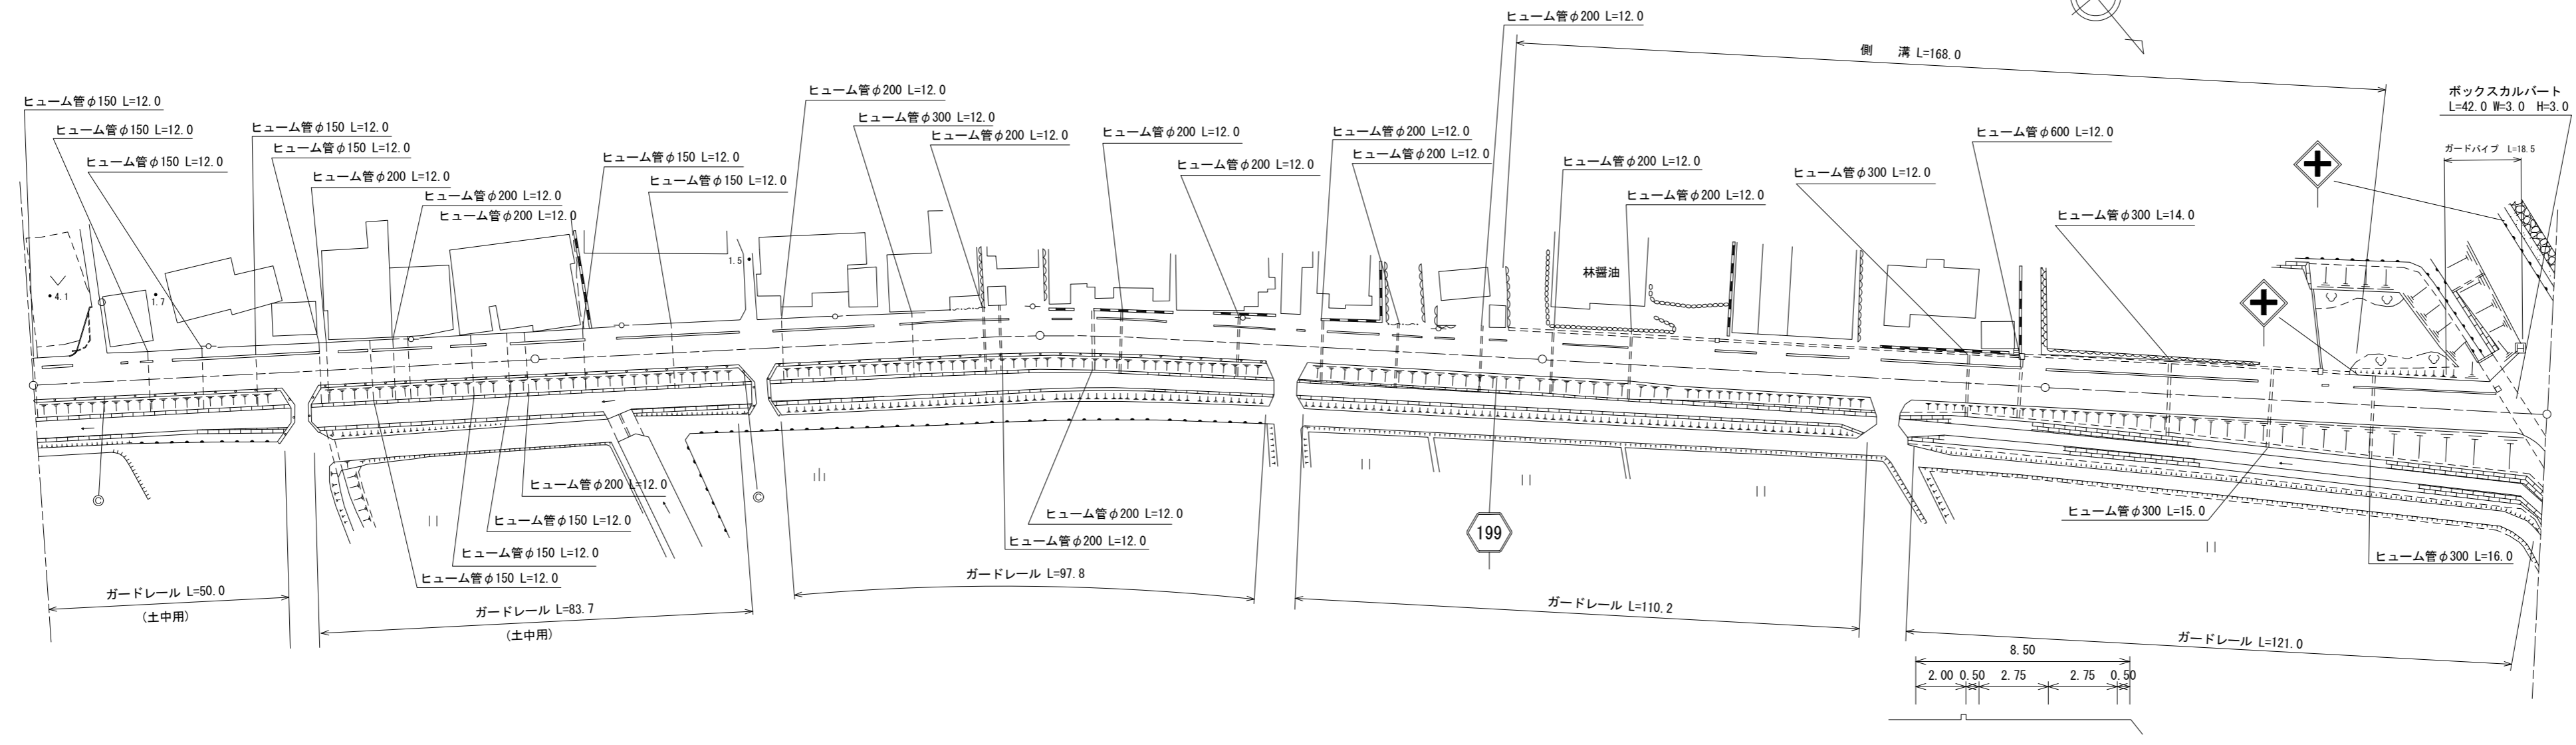 ヒューム管φ200 L=12.0
側 溝 L=168.0
ボックスカルバート
L=42.0 W=3.0 H=3.0
ガードパイプ L=18.5
ヒューム管φ150 L=12.0
ヒューム管φ150 L=12.0
ヒューム管φ150 L=12.0
ヒューム管φ150 L=12.0
ヒューム管φ150 L=12.0
ヒューム管φ200 L=12.0
ヒューム管φ200 L=12.0
ヒューム管φ200 L=12.0
ヒューム管φ150 L=12.0
ヒューム管φ150 L=12.0
ヒューム管φ200 L=12.0
ヒューム管φ300 L=12.0
ヒューム管φ200 L=12.0
ヒューム管φ200 L=12.0
ヒューム管φ200 L=12.0
ヒューム管φ200 L=12.0
ヒューム管φ200 L=12.0
ヒューム管φ200 L=12.0
ヒューム管φ200 L=12.0
ヒューム管φ300 L=12.0
ヒューム管φ600 L=12.0
ヒューム管φ300 L=14.0
4.1
1.7
1.5
林醤油
©
©
ヒューム管φ200 L=12.0
ヒューム管φ150 L=12.0
ヒューム管φ150 L=12.0
ヒューム管φ150 L=12.0
ヒューム管φ200 L=12.0
ヒューム管φ200 L=12.0
199
ヒューム管φ300 L=15.0
ヒューム管φ300 L=16.0
ガードレール L=50.0
(土中用)
ガードレール L=83.7
(土中用)
ガードレール L=97.8
ガードレール L=110.2
ガードレール L=121.0
8.50
2.00 0.50 2.75 2.75 0.50